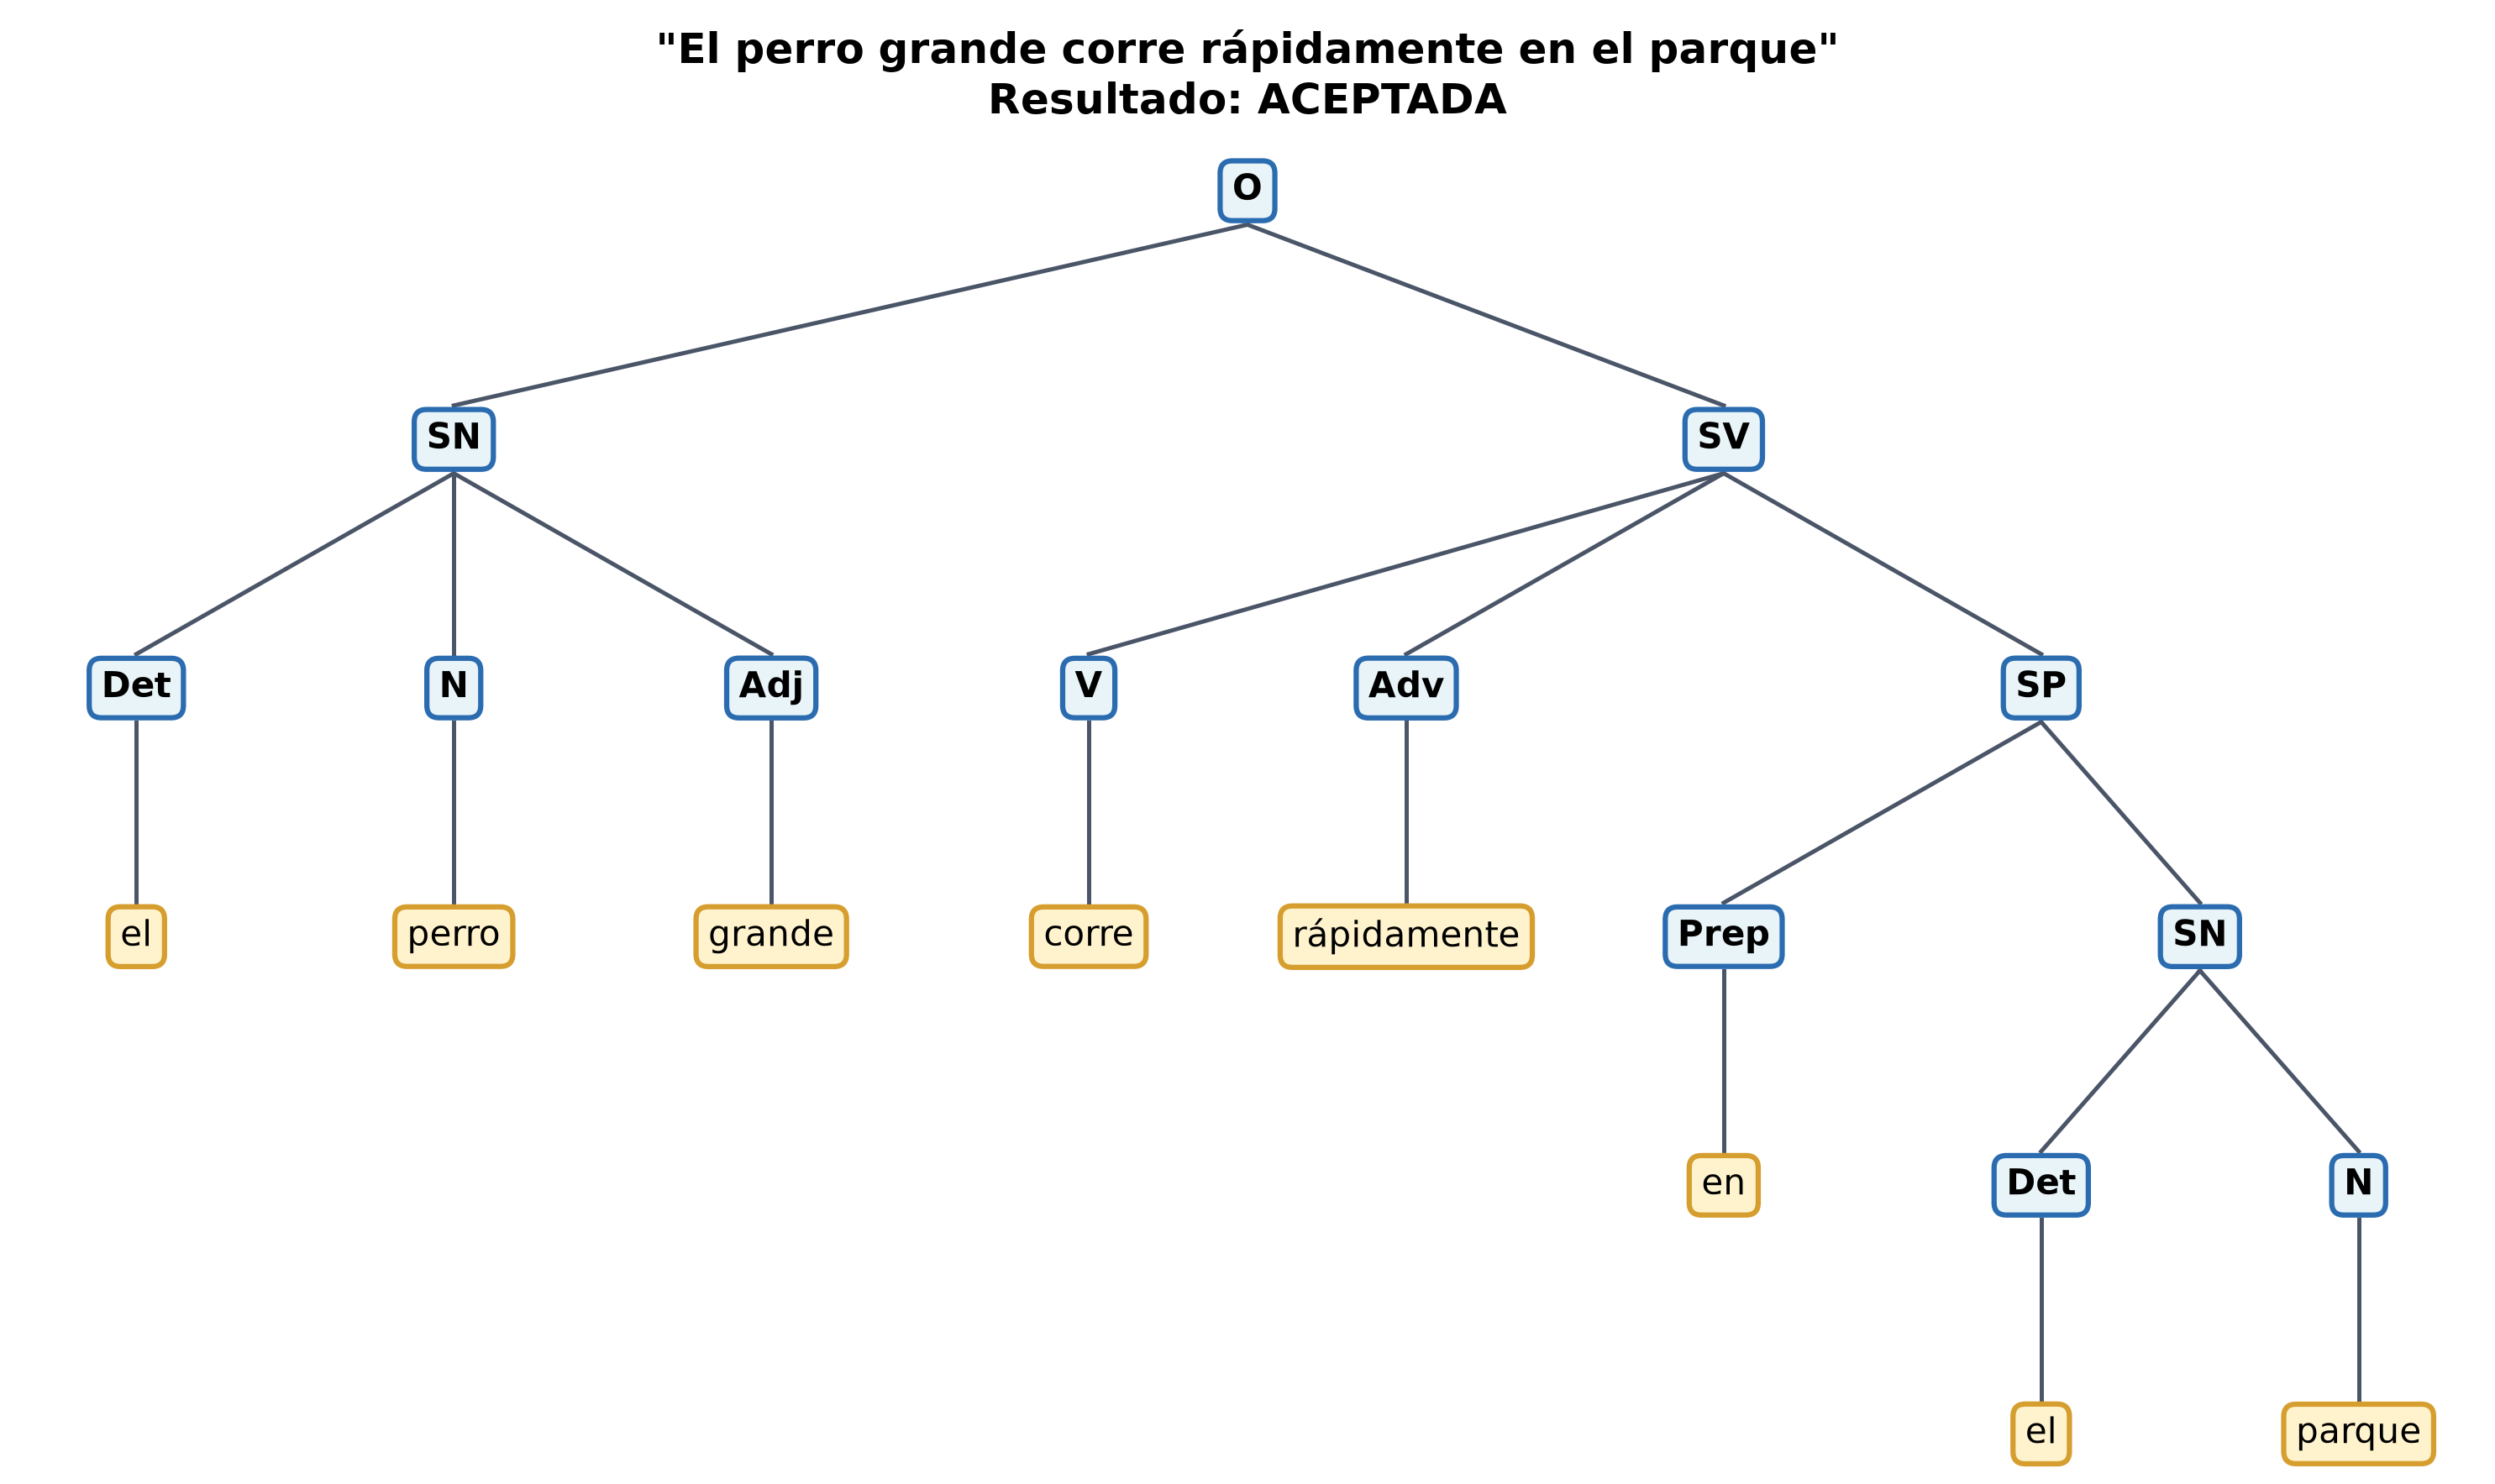 "El perro grande corre rápidamente en el parque"
Resultado: ACEPTADA
O
SN SV
Det N Adj V Adv SP
el perro grande corre rápidamente Prep SN
en Det N
el parque